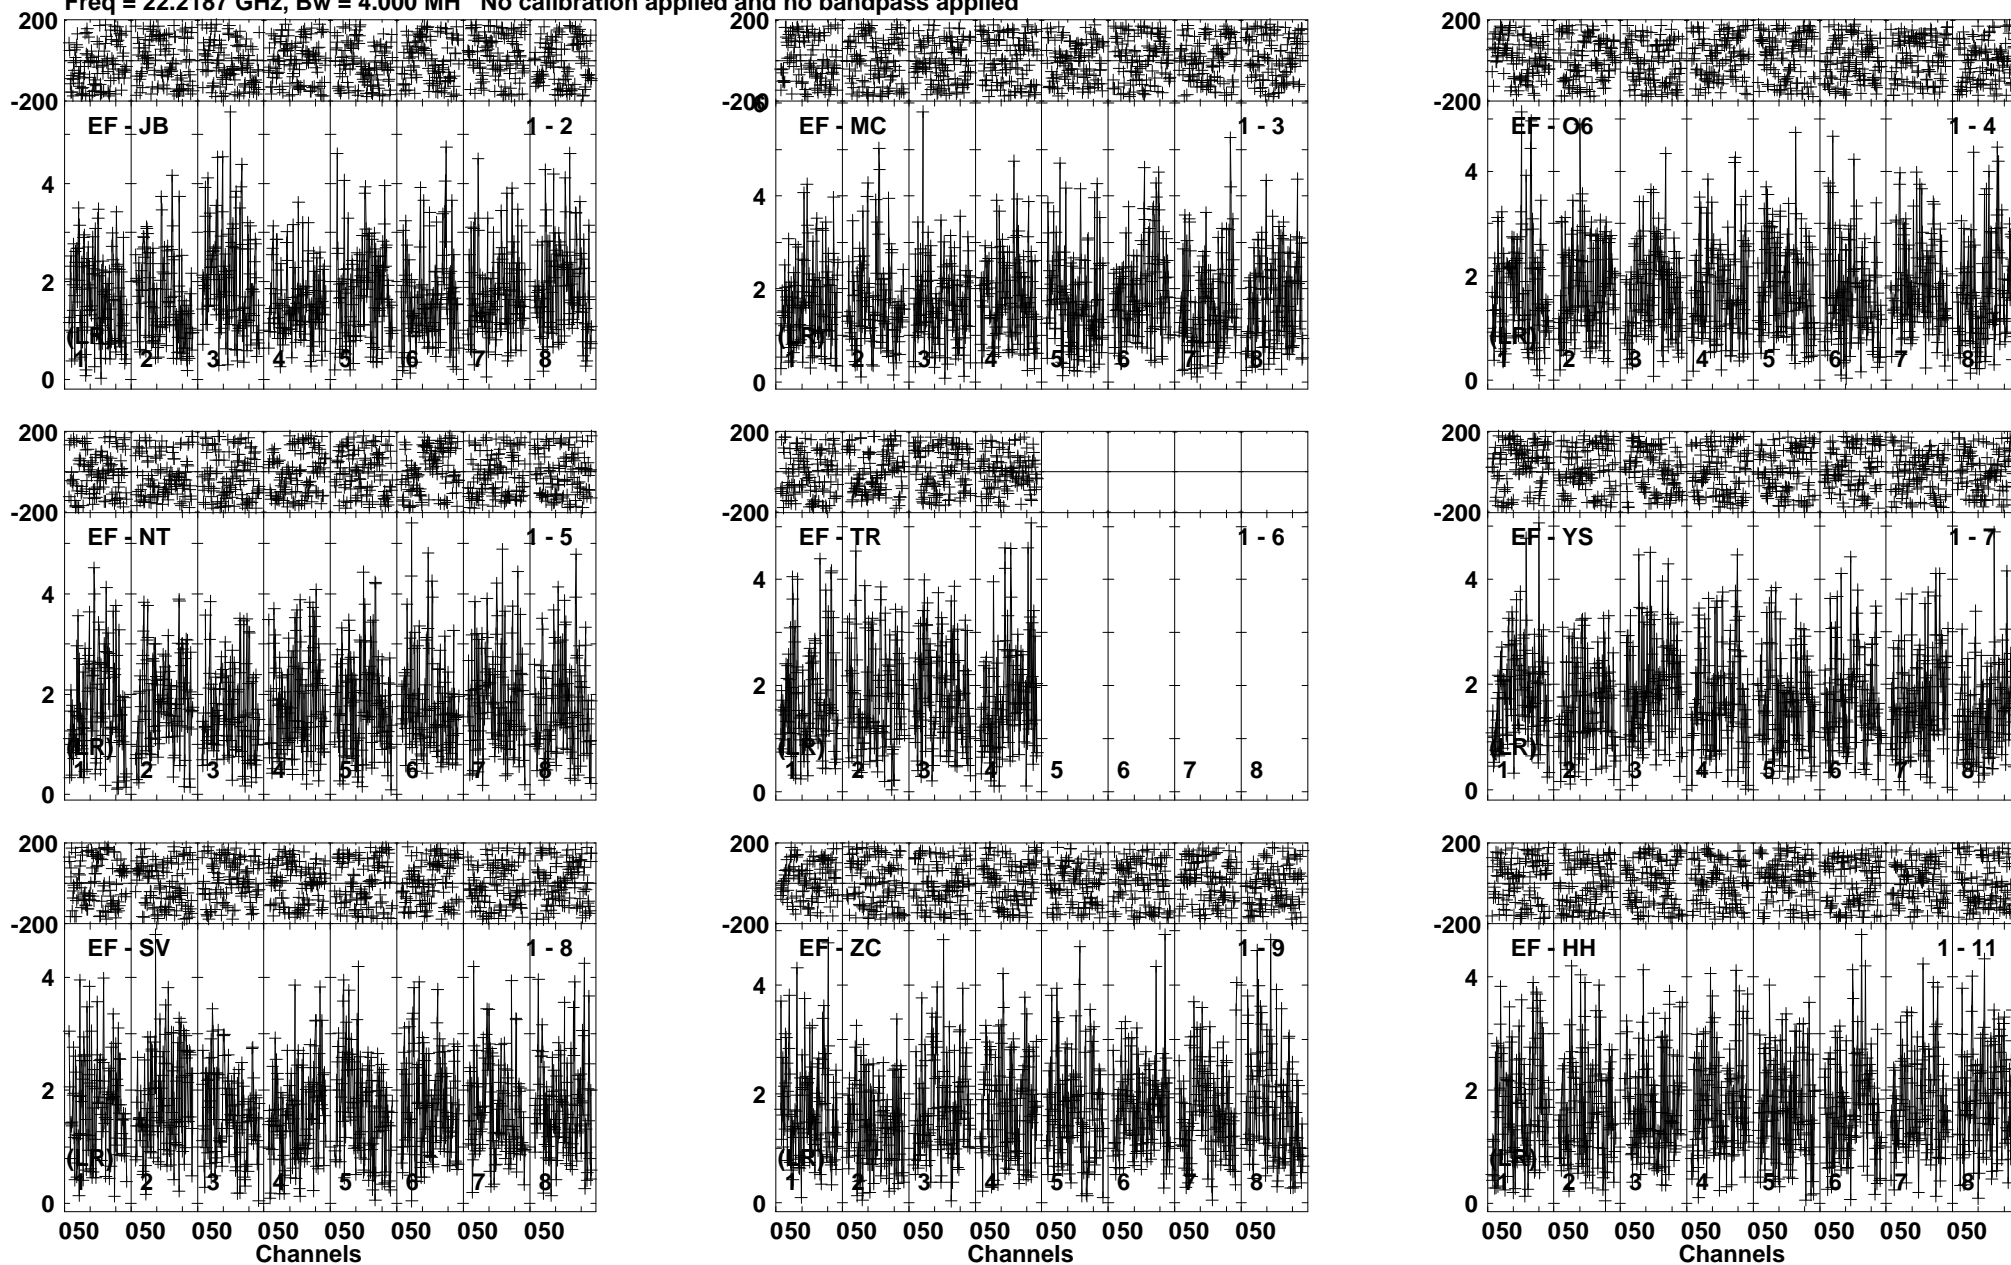 Freq = 22.2187 GHz, Bw = 4.000 MH No calibration applied and no bandpass applied
200 200 200
-200 -200 -200
6
EF - JB 1 - 2 EF - MC 1 - 3 EF - O6 1 - 4
4 4 4
2 2 2
(LR) (LR) (LR)
1 2 3 4 5 6 7 8 1 2 3 4 5 6 7 8 1 2 3 4 5 6 7 8
0 0 0
200 200 200
-200 -200 -200
EF - NT 1 - 5 EF - TR 1 - 6 EF - YS 1 - 7
4 4 4
2 2 2
(LR) (LR) (LR)
1 2 3 4 5 6 7 8 1 2 3 4 5 6 7 8 1 2 3 4 5 6 7 8
0 0 0
200 200 200
-200 -200 -200
EF - SV 1 - 8 EF - ZC 1 - 9 EF - HH 1 - 11
4 4 4
2 2 2
(LR) (LR) (LR)
1 2 3 4 5 6 7 8 1 2 3 4 5 6 7 8 1 2 3 4 5 6 7 8
0 0 0
050 050 050 050 050 050 050 050 050 050 050 050 050 050 050 050 050 050 050 050 050 050 050 050
Channels Channels Channels